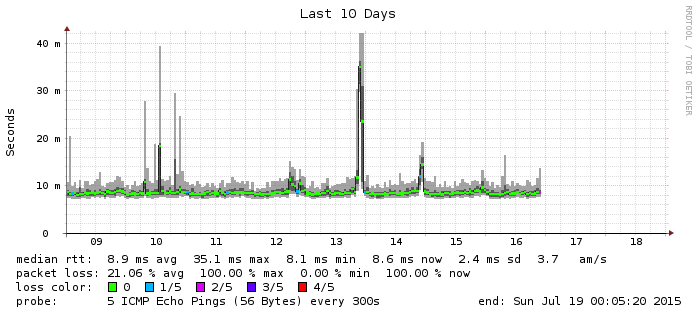 Last 10 Days
RRDTOOL / TOBI OETIKER
Seconds
40 m
30 m
20 m
10 m
0
09 10 11 12 13 14 15 16 17 18
median rtt: 8.9 ms avg 35.1 ms max 8.1 ms min 8.6 ms now 2.4 ms sd 3.7 am/s
packet loss: 21.06 % avg 100.00 % max 0.00 % min 100.00 % now
loss color: 0 1/5 2/5 3/5 4/5
probe: 5 ICMP Echo Pings (56 Bytes) every 300s end: Sun Jul 19 00:05:20 2015